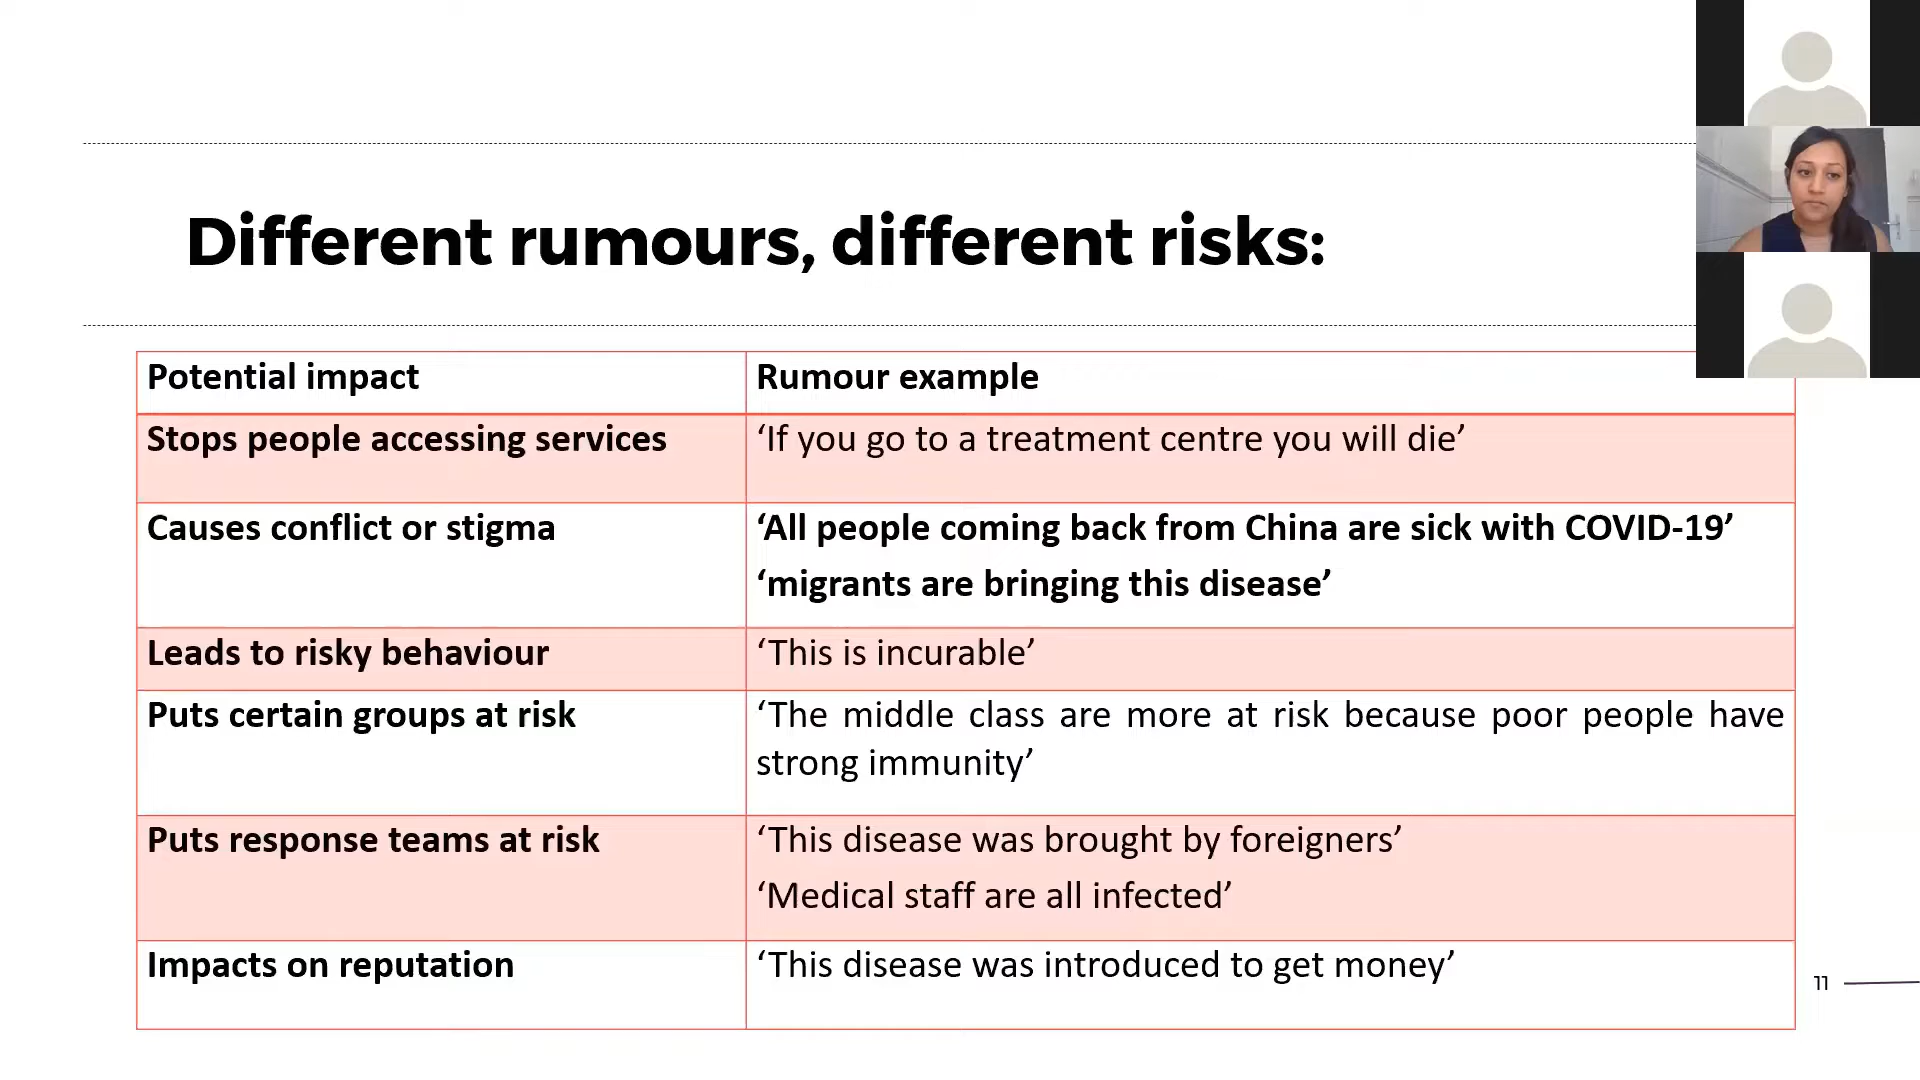 Different rumours, different risks:
Potential impact
Rumour example
Stops people accessing services
‘If you go to a treatment centre you will die’
Causes conflict or stigma
‘All people coming back from China are sick with COVID-19’
‘migrants are bringing this disease’
Leads to risky behaviour
‘This is incurable’
Puts certain groups at risk
‘The middle class are more at risk because poor people have
strong immunity’
Puts response teams at risk
‘This disease was brought by foreigners’
‘Medical staff are all infected’
Impacts on reputation
‘This disease was introduced to get money’
11